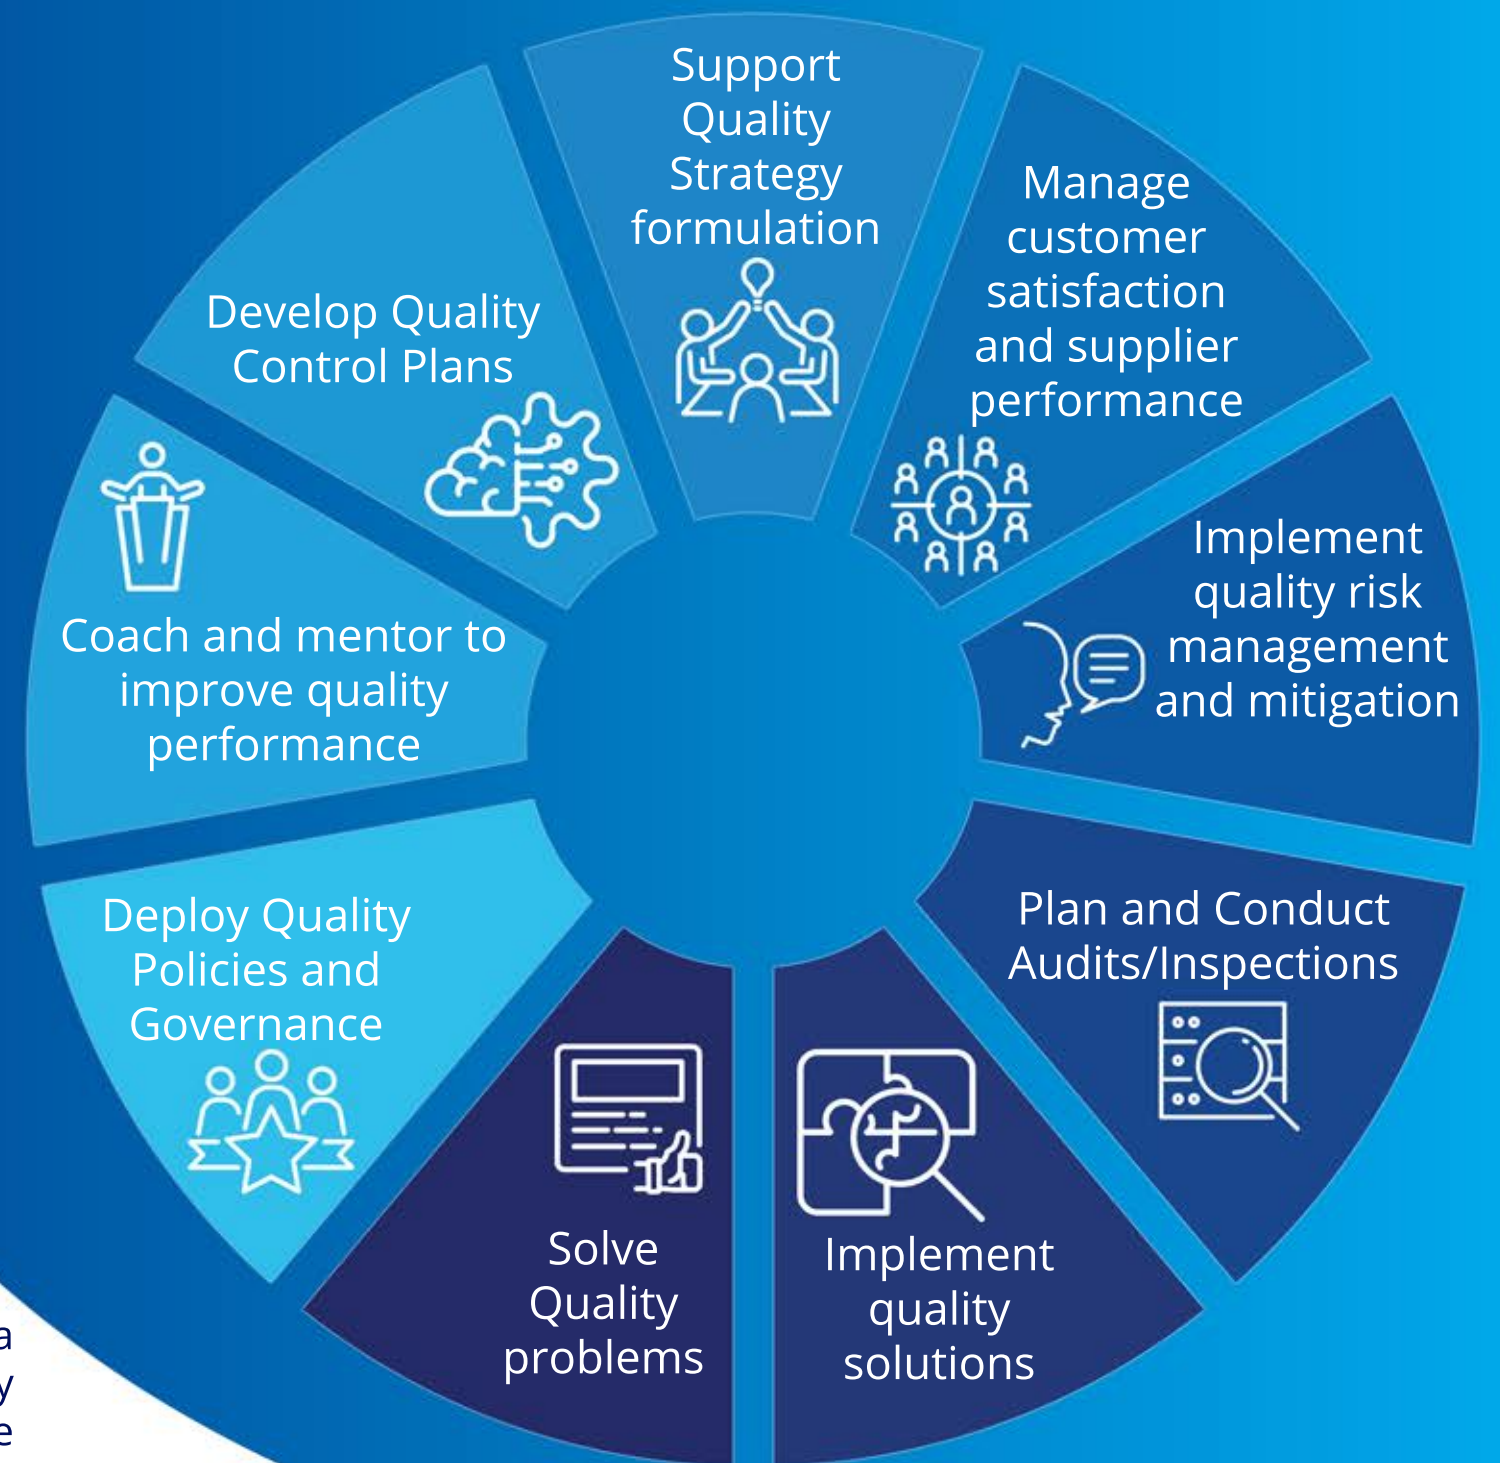 Support
Quality
Strategy
formulation
Manage
customer
satisfaction
and supplier
performance
Implement
quality risk
management
and mitigation
Plan and Conduct
Audits/Inspections
Implement
quality
solutions
Solve
Quality
problems
Deploy Quality
Policies and
Governance
Coach and mentor to
improve quality
performance
Develop Quality
Control Plans
a
y
e